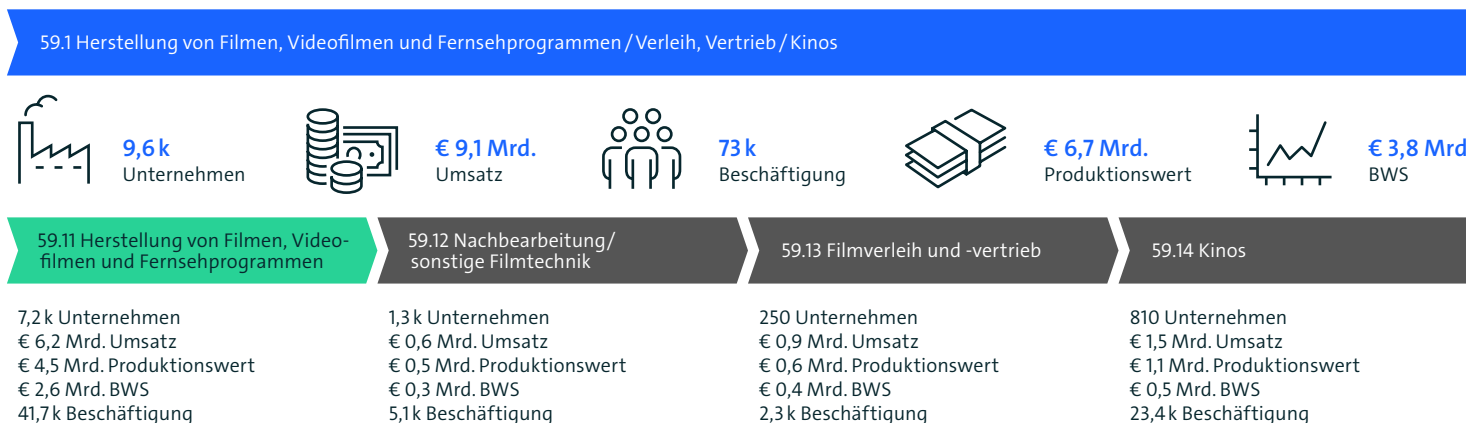 59.1 Herstellung von Filmen, Videofilmen und Fernsehprogrammen / Verleih, Vertrieb / Kinos
9,6 k
Unternehmen
€ 9,1 Mrd.
Umsatz
73 k
Beschäftigung
€ 6,7 Mrd.
Produktionswert
€ 3,8 Mrd
BWS
59.11 Herstellung von Filmen, Video-
filmen und Fernsehprogrammen
59.12 Nachbearbeitung/
sonstige Filmtechnik
59.13 Filmverleih und -vertrieb
59.14 Kinos
7,2 k Unternehmen
€ 6,2 Mrd. Umsatz
€ 4,5 Mrd. Produktionswert
€ 2,6 Mrd. BWS
41,7 k Beschäftigung
1,3 k Unternehmen
€ 0,6 Mrd. Umsatz
€ 0,5 Mrd. Produktionswert
€ 0,3 Mrd. BWS
5,1 k Beschäftigung
250 Unternehmen
€ 0,9 Mrd. Umsatz
€ 0,6 Mrd. Produktionswert
€ 0,4 Mrd. BWS
2,3 k Beschäftigung
810 Unternehmen
€ 1,5 Mrd. Umsatz
€ 1,1 Mrd. Produktionswert
€ 0,5 Mrd. BWS
23,4 k Beschäftigung